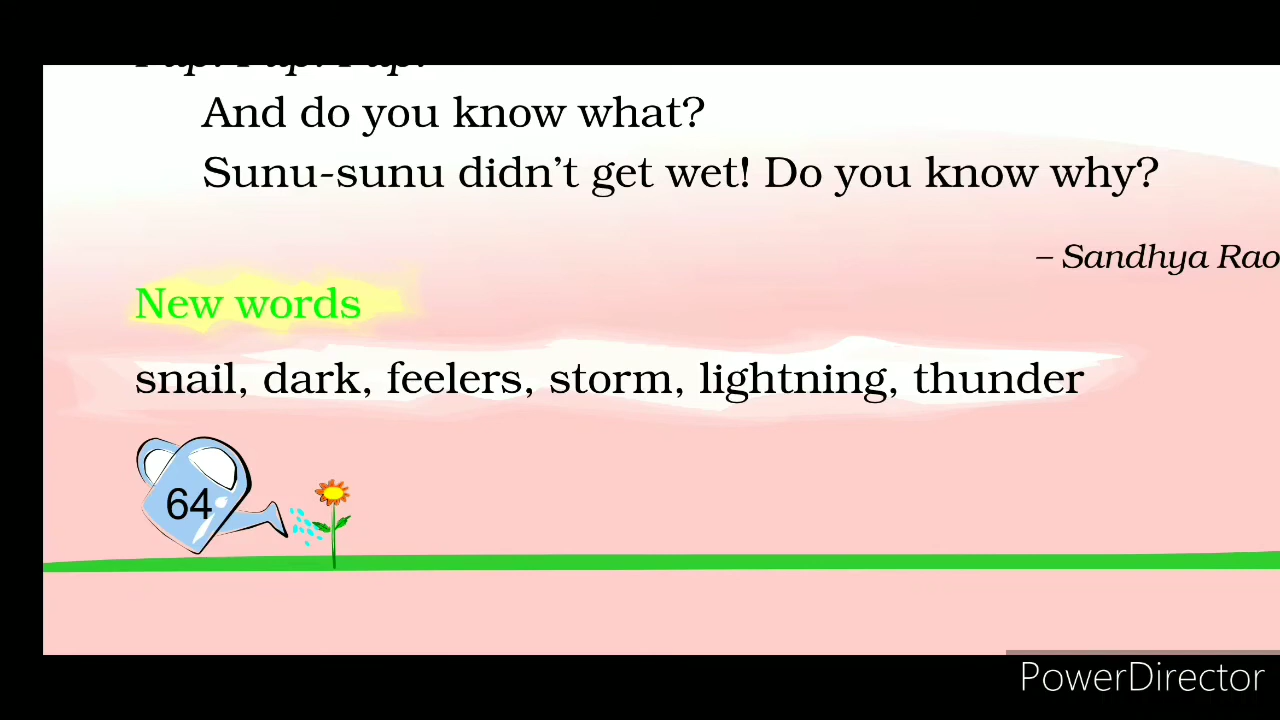 And do you know what?
Sunu-sunu didn't get wet! Do you know why?
– Sandhya Rao
New words
snail, dark, feelers, storm, lightning, thunder
64
PowerDirector